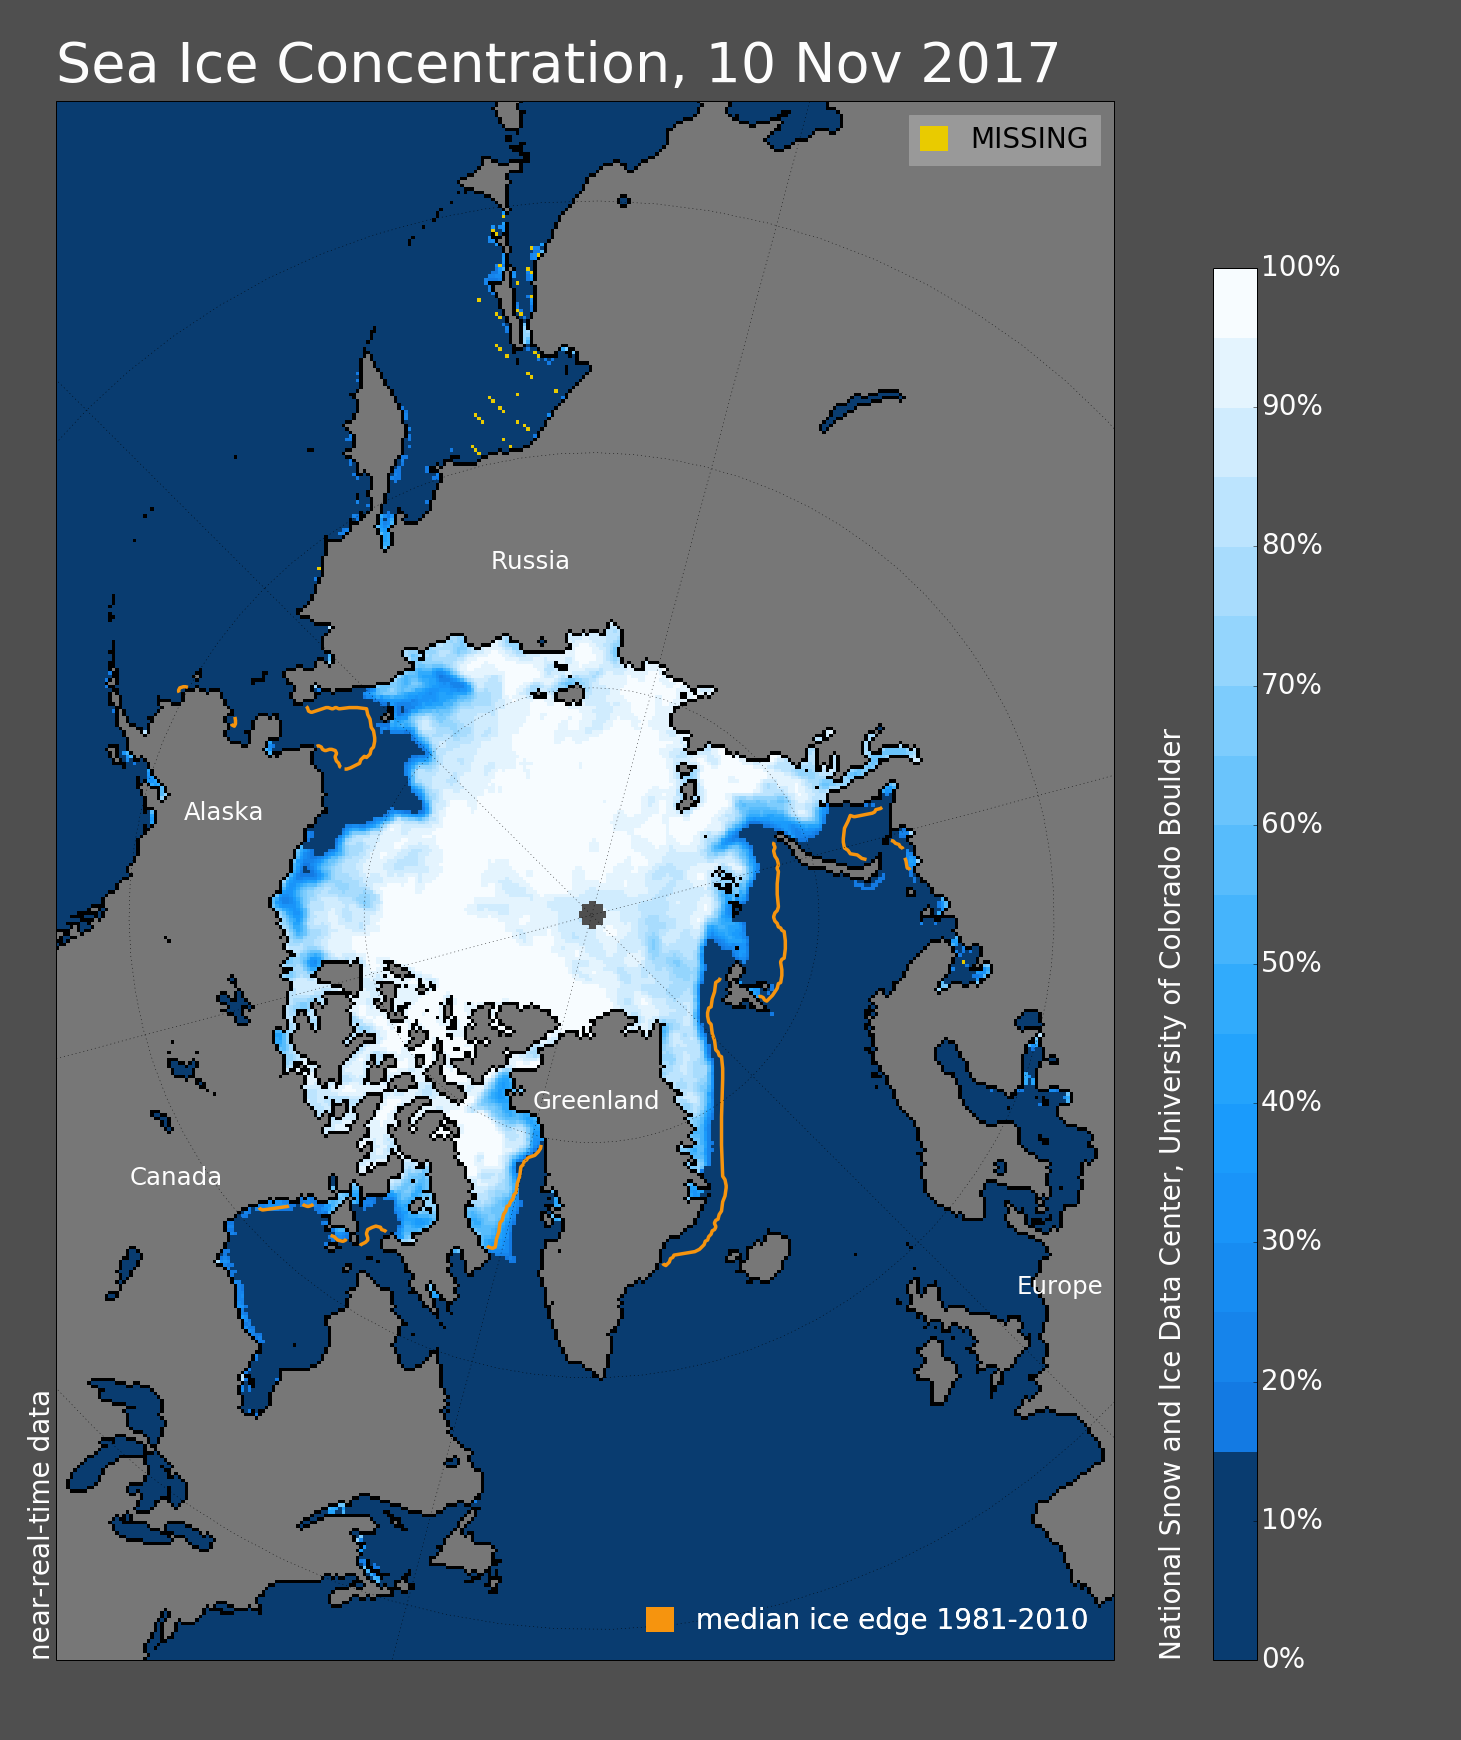 Sea Ice Concentration, 10 Nov 2017
MISSING
100%
90%
80%
70%
60%
50%
40%
30%
20%
10%
0%
Russia
Alaska
Greenland
Canada
Europe
median ice edge 1981-2010
near-real-time data
National Snow and Ice Data Center, University of Colorado Boulder